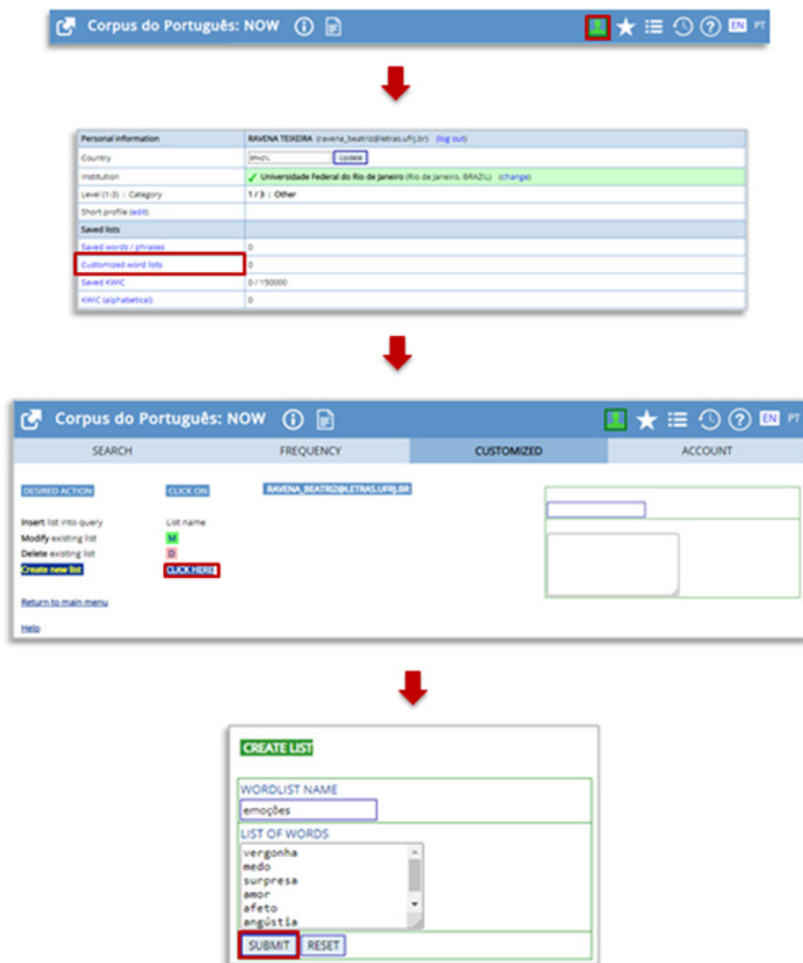 Corpus do Português: NOW EN PT
Personal information RAVENA TEIXEIRA (ravena_beatriz@letras.ufrj.br) (log out)
Country BRAZIL Update
Institution Universidade Federal do Rio de Janeiro (Rio de Janeiro, BRAZIL) (change)
Level (1-3) | Category 1 / 3 | Other
Short profile (edit)
Saved lists
Saved words / phrases 0
Customized word lists 0
Saved KWIC 0 / 150000
KWIC (alphabetical) 0
Corpus do Português: NOW EN PT
SEARCH FREQUENCY CUSTOMIZED ACCOUNT
DESIRED ACTION CLICK ON RAVENA_BEATRIZ@LETRAS.UFRJ.BR
Insert list into query List name
Modify existing list M
Delete existing list D
Create new list CLICK HERE
Return to main menu
Help
CREATE LIST
WORDLIST NAME
emoções
LIST OF WORDS
vergonha
medo
surpresa
amor
afeto
angústia
SUBMIT RESET